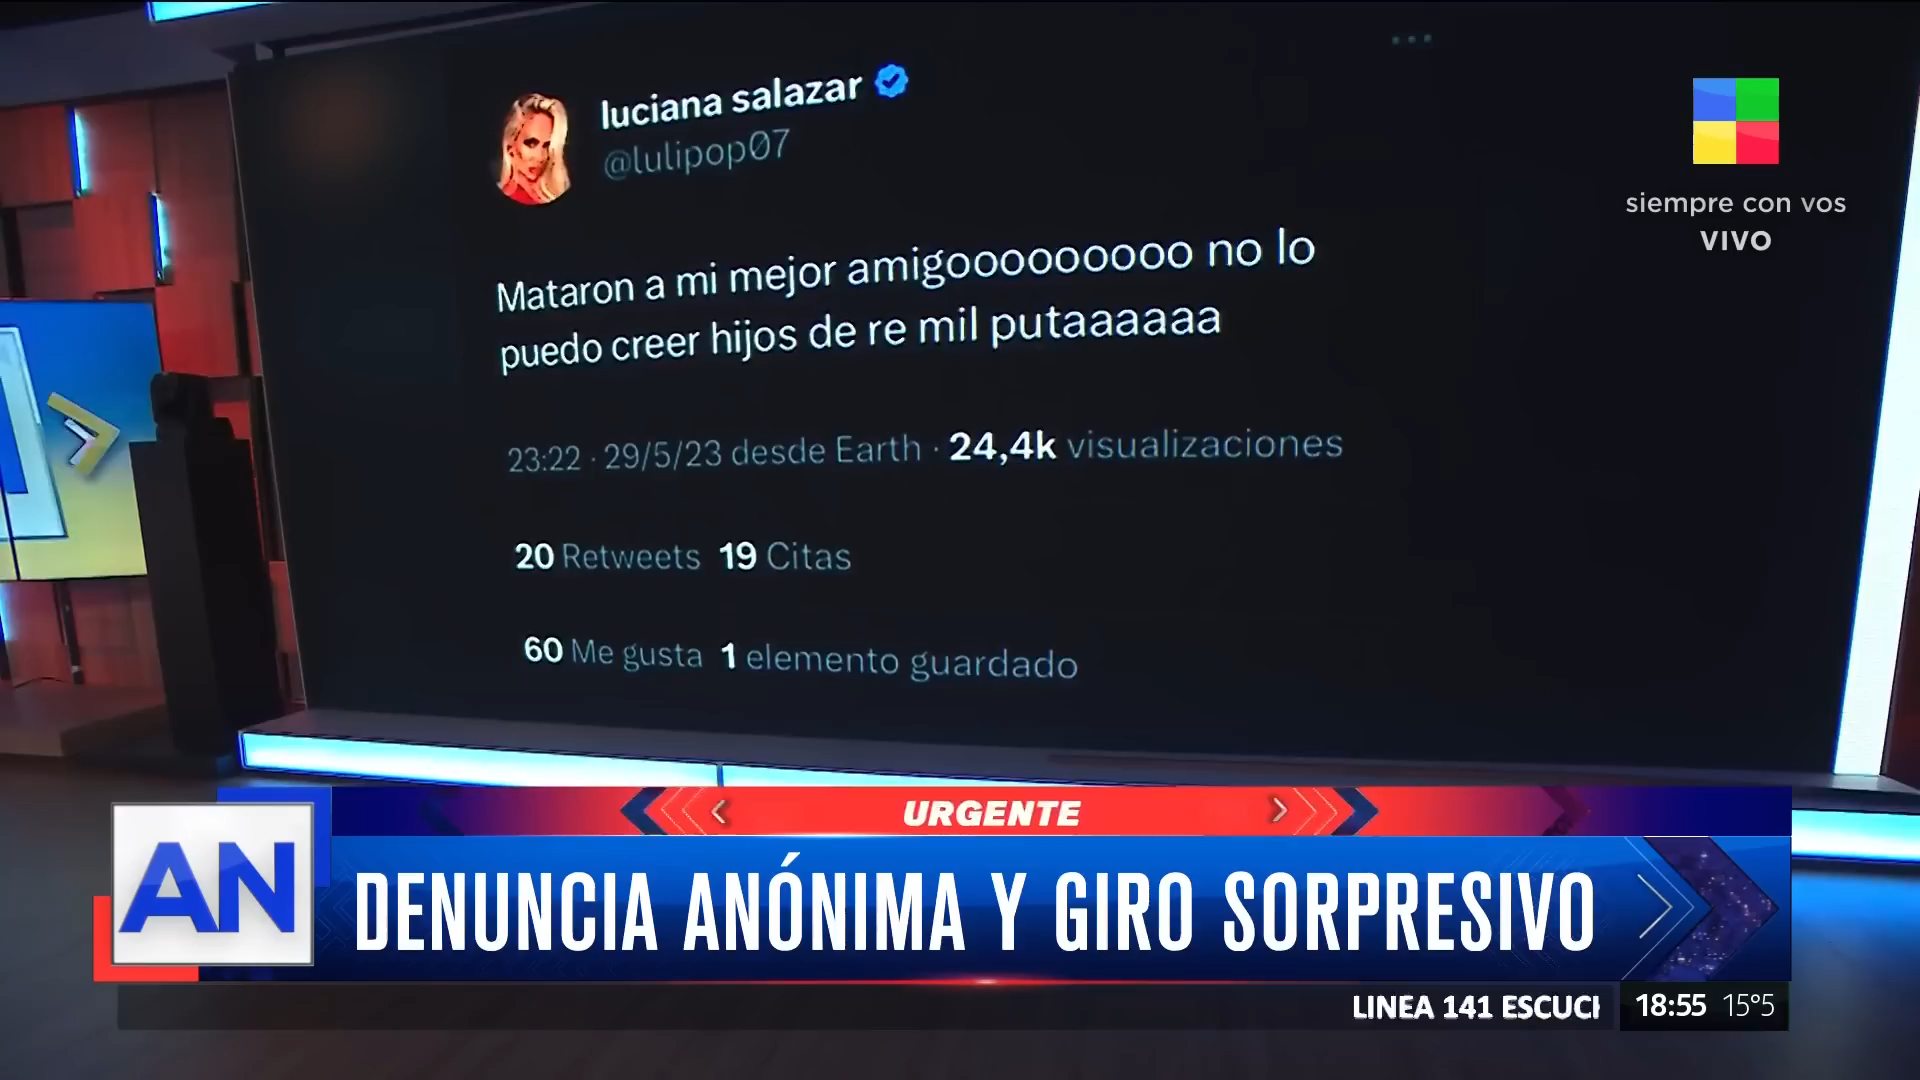 luciana salazar
@lulipop07
Mataron a mi mejor amigooooooooo no lo
puedo creer hijos de re mil putaaaaaa
23:22 · 29/5/23 desde Earth · 24,4k visualizaciones
20 Retweets 19 Citas
60 Me gusta 1 elemento guardado
siempre con vos
VIVO
URGENTE
AN
DENUNCIA ANÓNIMA Y GIRO SORPRESIVO
LINEA 141 ESCUCH
18:55 15°5